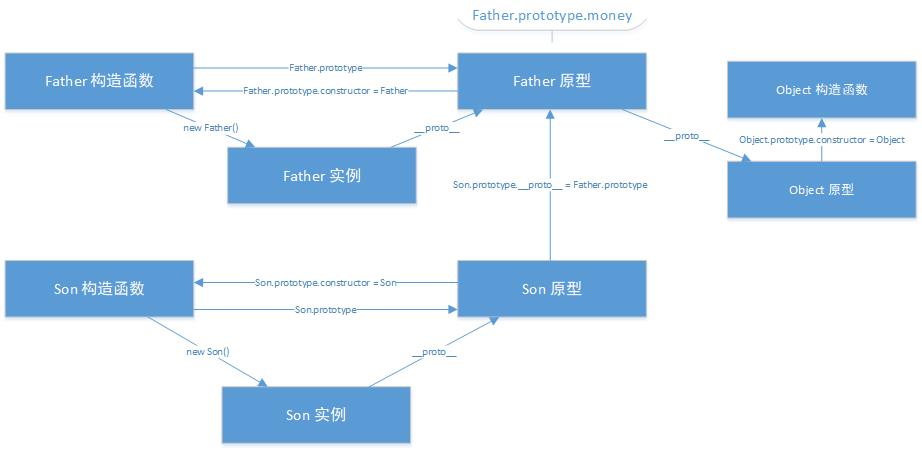 Father.prototype.money
Father 构造函数
Father.prototype
Father.prototype.constructor = Father
Father 原型
Object 构造函数
new Father()
__proto__
__proto__
Object.prototype.constructor = Object
Father 实例
Son.prototype.__proto__ = Father.prototype
Object 原型
Son 构造函数
Son.prototype.constructor = Son
Son.prototype
Son 原型
new Son()
__proto__
Son 实例